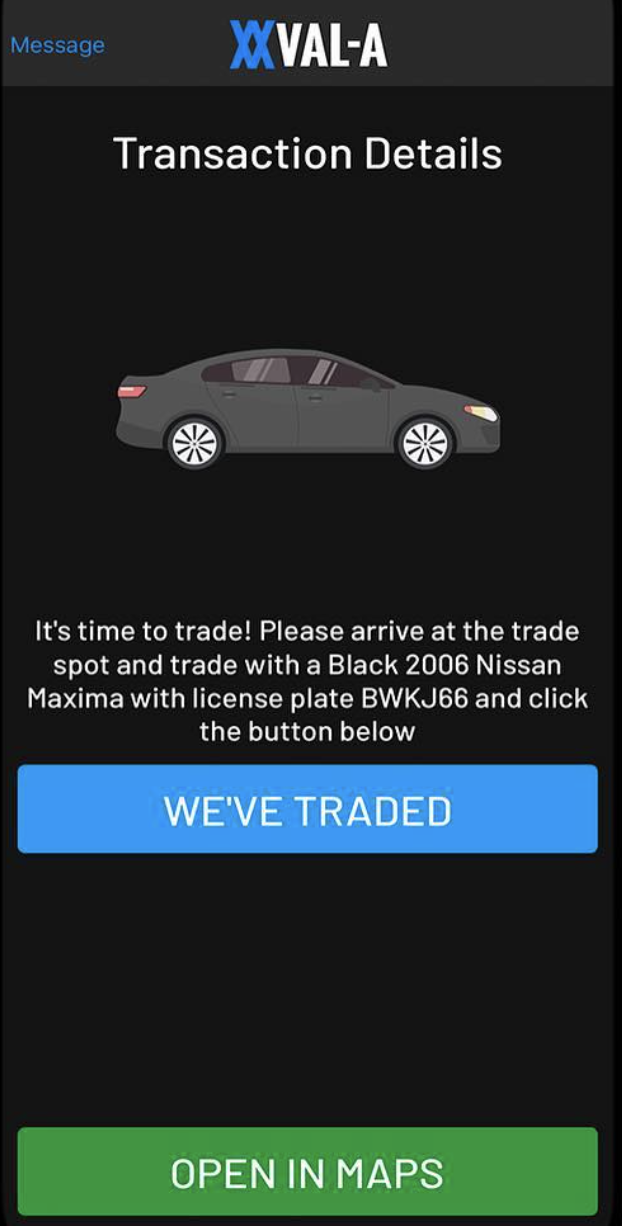 Message
VAL-A
Transaction Details
It's time to trade! Please arrive at the trade
spot and trade with a Black 2006 Nissan
Maxima with license plate BWKJ66 and click
the button below
WE'VE TRADED
OPEN IN MAPS